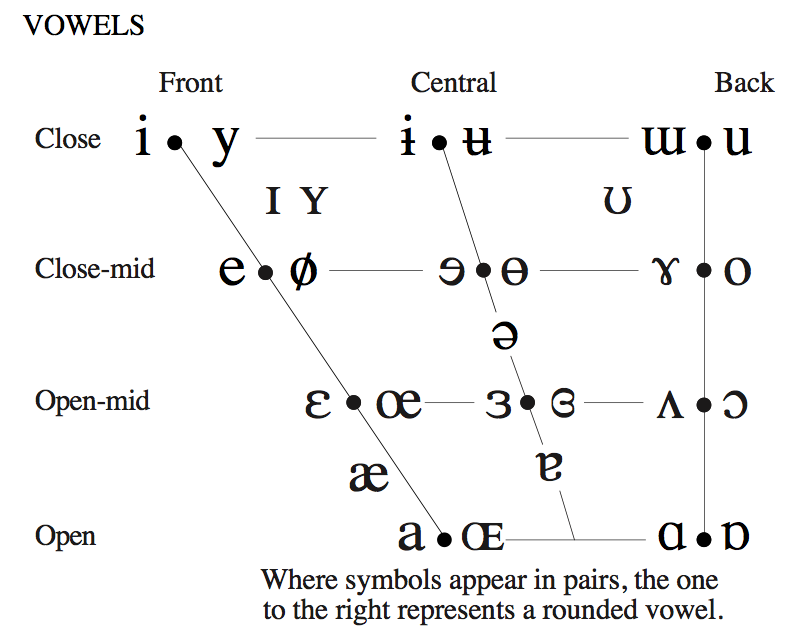 VOWELS
Front Central Back
Close i y ɨ ʉ ɯ u
ɪ ʏ ʊ
Close-mid e ø ɘ ɵ ɤ o
ə
Open-mid ɛ œ ɜ ɞ ʌ ɔ
æ ɐ
Open a ɶ ɑ ɒ
Where symbols appear in pairs, the one
to the right represents a rounded vowel.